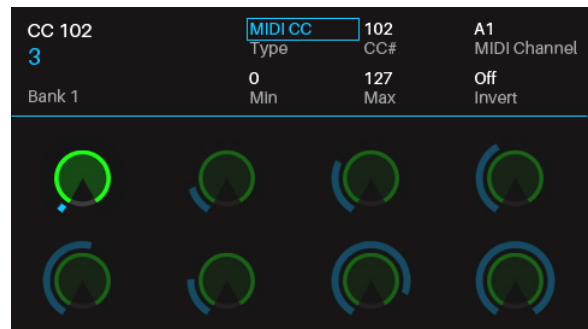 CC 102
3
Bank 1
MIDI CC
Type
102
CC#
A1
MIDI Channel
0
Min
127
Max
Off
Invert